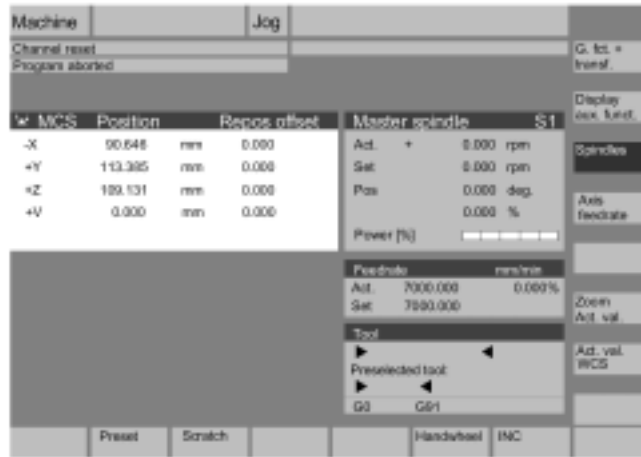 Machine Jog
Channel reset
Program aborted
G. fct. +
transf.
Display
aux. funct.
MCS Position Repos offset
-X 90.646 mm 0.000
+Y 113.385 mm 0.000
+Z 109.131 mm 0.000
+V 0.000 mm 0.000
Master spindle S1
Act. + 0.000 rpm
Set 0.000 rpm
Pos 0.000 deg.
0.000 %
Power [%]
Spindles
Axis
feedrate
Feedrate mm/min
Act. 7000.000 0.000%
Set 7000.000
Zoom
Act. val.
Tool
Preselected tool:
G0 G91
Act. val.
WCS
Preset Scratch Handwheel INC